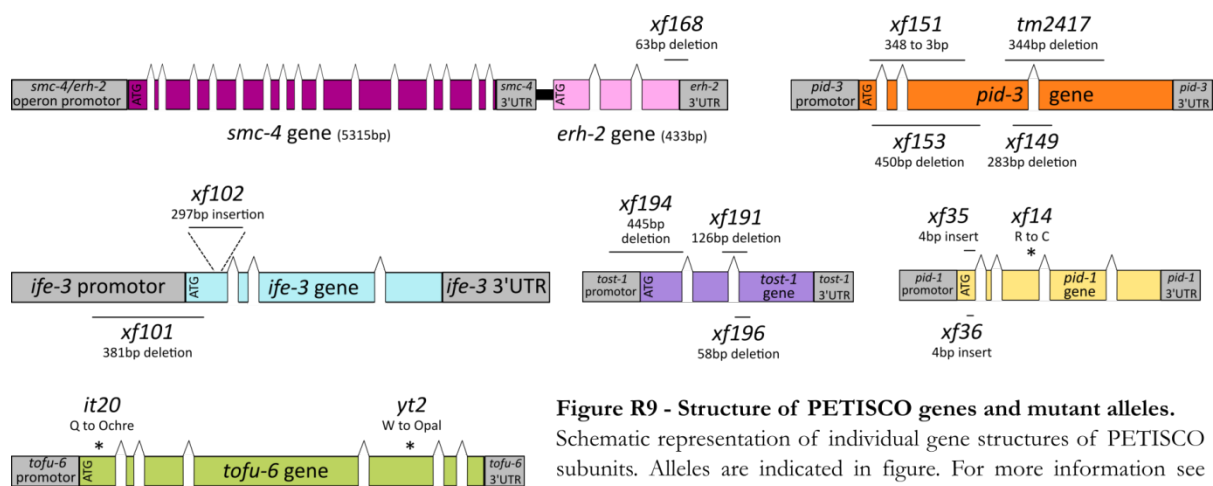 xf168
63bp deletion
smc-4/erh-2
operon promotor
ATG
smc-4
3'UTR
ATG
erh-2
3'UTR
smc-4 gene (5315bp)
erh-2 gene (433bp)
xf151
348 to 3bp
tm2417
344bp deletion
pid-3
promotor
ATG
pid-3 gene
pid-3
3'UTR
xf153
450bp deletion
xf149
283bp deletion
xf102
297bp insertion
ife-3 promotor
ATG
ife-3 gene
ife-3 3'UTR
xf101
381bp deletion
xf194
445bp
deletion
xf191
126bp deletion
tost-1
promotor
ATG
tost-1
gene
tost-1
3'UTR
xf196
58bp deletion
xf35
4bp insert
xf14
R to C
*
pid-1
promotor
ATG
pid-1
gene
pid-1
3'UTR
xf36
4bp insert
it20
Q to Ochre
*
yt2
W to Opal
*
tofu-6
promotor
ATG
tofu-6 gene
tofu-6
3'UTR
Figure R9 - Structure of PETISCO genes and mutant alleles.
Schematic representation of individual gene structures of PETISCO
subunits. Alleles are indicated in figure. For more information see